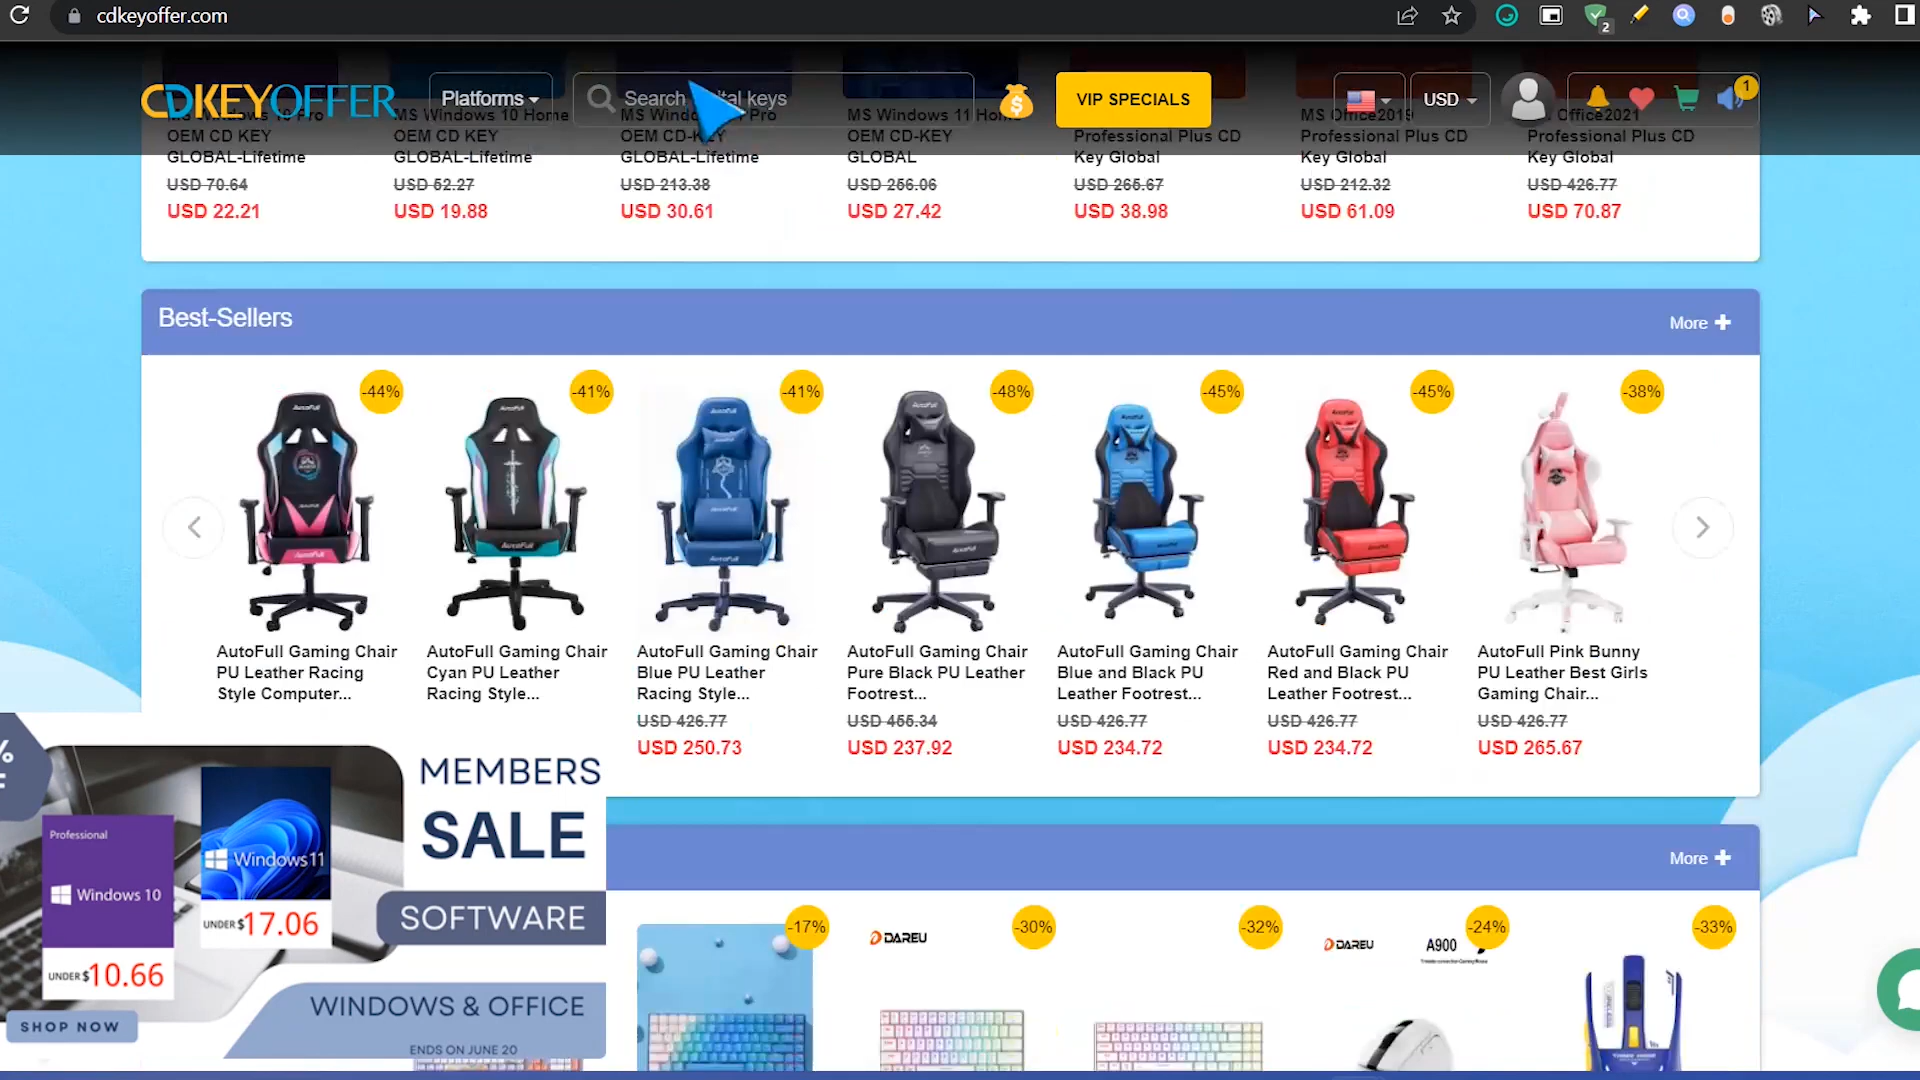 cdkeyoffer.com
2
CDKEYOFFER
Platforms
Search
tal keys
VIP SPECIALS
USD
1
OEM CD KEY
GLOBAL-Lifetime
USD 70.64
USD 22.21
MS Windows 10 Home
OEM CD KEY
GLOBAL-Lifetime
USD 52.27
USD 19.88
OEM CD-KEY
GLOBAL-Lifetime
USD 213.38
USD 30.61
MS Windows 11 Home
OEM CD-KEY
GLOBAL
USD 256.06
USD 27.42
Professional Plus CD
Key Global
USD 265.67
USD 38.98
MS Office2019
Professional Plus CD
Key Global
USD 212.32
USD 61.09
Office2021
Professional Plus CD
Key Global
USD 426.77
USD 70.87
Best-Sellers
More
-44%
AutoFull Gaming Chair
PU Leather Racing
Style Computer...
-41%
AutoFull Gaming Chair
Cyan PU Leather
Racing Style...
-41%
AutoFull Gaming Chair
Blue PU Leather
Racing Style...
USD 426.77
USD 250.73
-48%
AutoFull Gaming Chair
Pure Black PU Leather
Footrest...
USD 455.34
USD 237.92
-45%
AutoFull Gaming Chair
Blue and Black PU
Leather Footrest...
USD 426.77
USD 234.72
-45%
AutoFull Gaming Chair
Red and Black PU
Leather Footrest...
USD 426.77
USD 234.72
-38%
AutoFull Pink Bunny
PU Leather Best Girls
Gaming Chair...
USD 426.77
USD 265.67
MEMBERS
SALE
SOFTWARE
WINDOWS & OFFICE
ENDS ON JUNE 20
Professional
Windows 10
UNDER $10.66
Windows 11
UNDER $17.06
SHOP NOW
More
-17%
DAREU
-30%
-32%
DAREU
A900
-24%
-33%